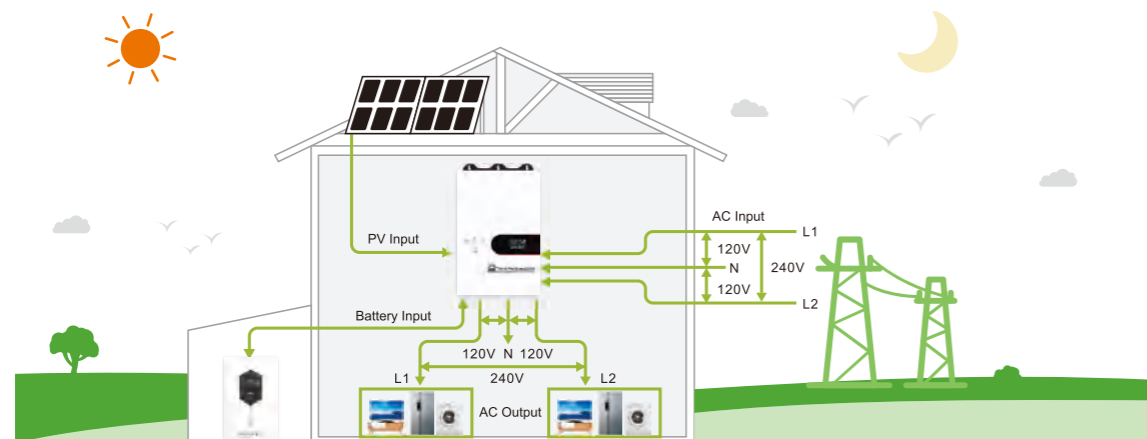 AC Input
L1
PV Input
120V
N
240V
120V
L2
Battery Input
120V N 120V
L1 240V L2
AC Output